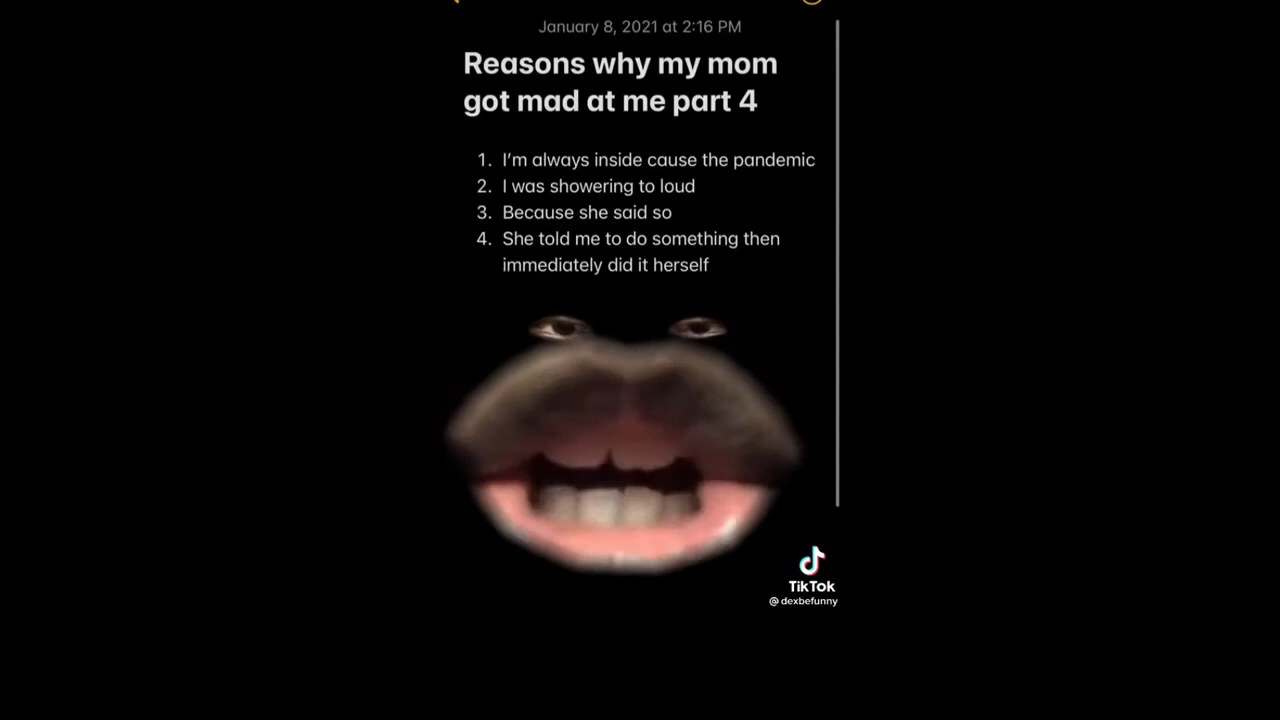 January 8, 2021 at 2:16 PM
Reasons why my mom
got mad at me part 4
1. I'm always inside cause the pandemic
2. I was showering to loud
3. Because she said so
4. She told me to do something then
immediately did it herself
TikTok
@dexbefunny